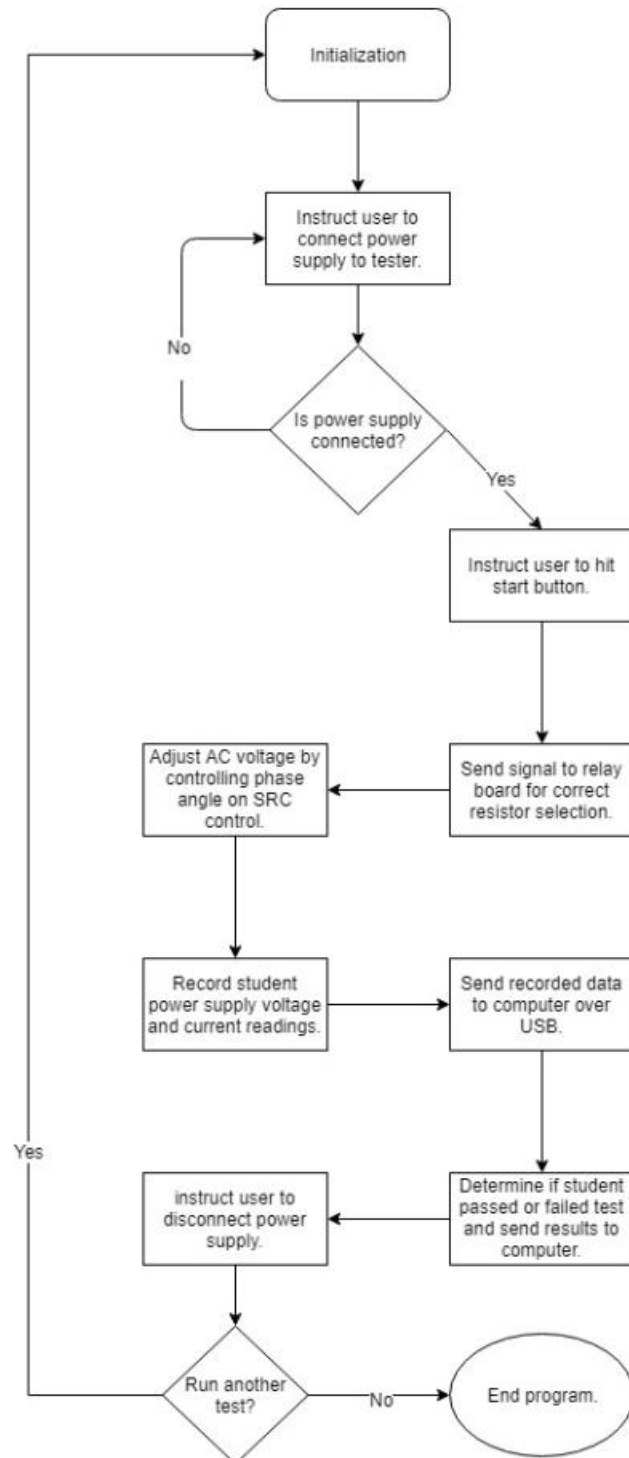 Initialization
Instruct user to
connect power
supply to tester.
No
Is power supply
connected?
Yes
Instruct user to hit
start button.
Adjust AC voltage by
controlling phase
angle on SRC
control.
Send signal to relay
board for correct
resistor selection.
Record student
power supply voltage
and current readings.
Send recorded data
to computer over
USB.
Yes
instruct user to
disconnect power
supply.
Determine if student
passed or failed test
and send results to
computer.
Run another
test?
No
End program.